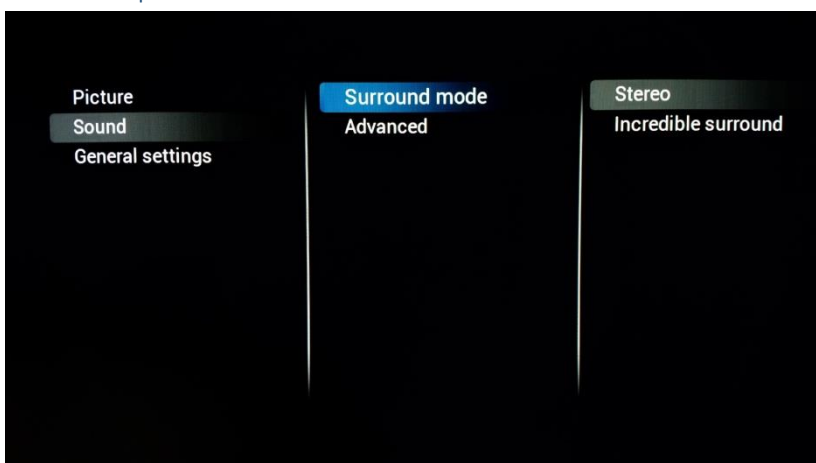 Picture
Sound
General settings
Surround mode
Advanced
Stereo
Incredible surround